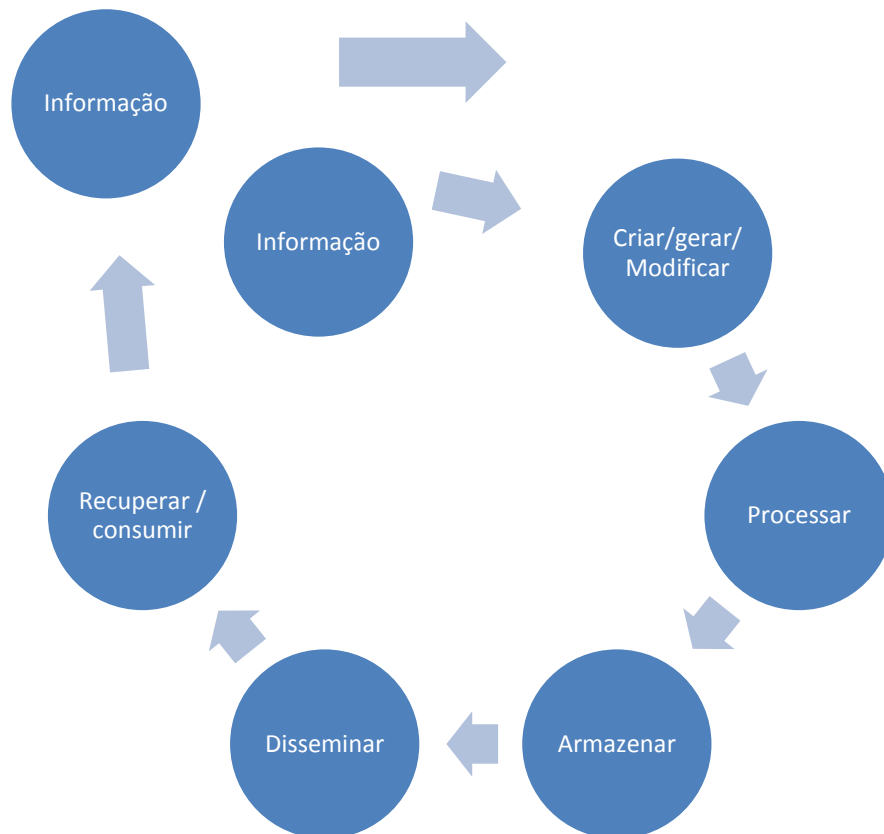 Informação
Informação
Criar/gerar/
Modificar
Processar
Armazenar
Disseminar
Recuperar /
consumir